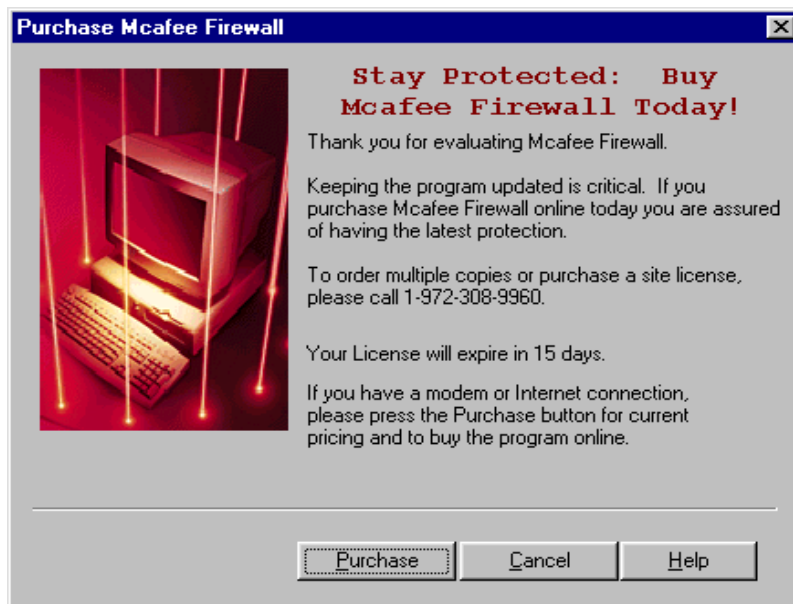 Purchase Mcafee Firewall
Stay Protected: Buy
Mcafee Firewall Today!
Thank you for evaluating Mcafee Firewall.
Keeping the program updated is critical. If you
purchase Mcafee Firewall online today you are assured
of having the latest protection.
To order multiple copies or purchase a site license,
please call 1-972-308-9960.
Your License will expire in 15 days.
If you have a modem or Internet connection,
please press the Purchase button for current
pricing and to buy the program online.
Purchase
Cancel
Help